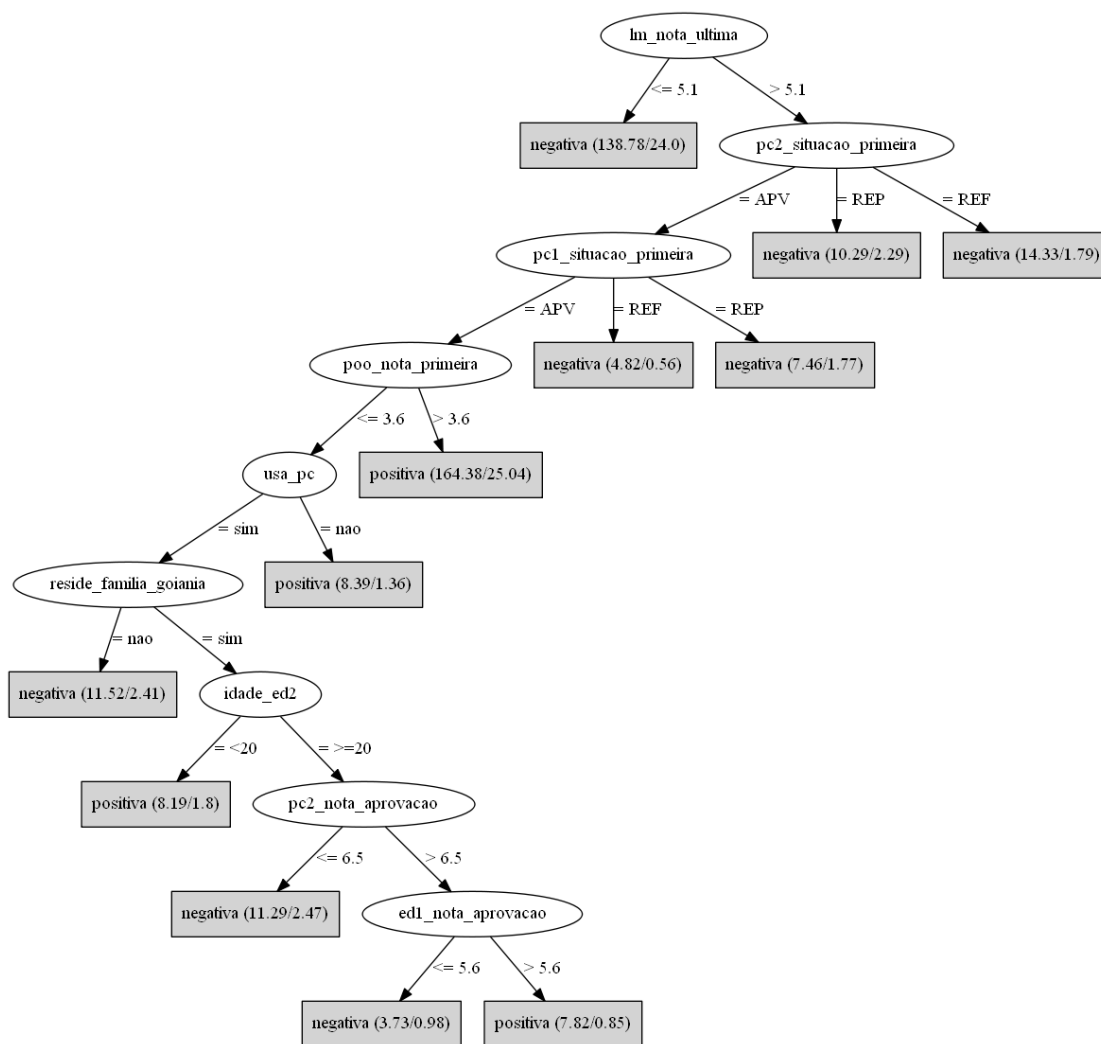 lm_nota_ultima
<= 5.1
> 5.1
negativa (138.78/24.0)
pc2_situacao_primeira
= APV
= REP
= REF
pc1_situacao_primeira
negativa (10.29/2.29)
negativa (14.33/1.79)
= APV
= REF
= REP
poo_nota_primeira
negativa (4.82/0.56)
negativa (7.46/1.77)
<= 3.6
> 3.6
usa_pc
positiva (164.38/25.04)
= sim
= nao
reside_familia_goiania
positiva (8.39/1.36)
= nao
= sim
negativa (11.52/2.41)
idade_ed2
= <20
= >=20
positiva (8.19/1.8)
pc2_nota_aprovacao
<= 6.5
> 6.5
negativa (11.29/2.47)
ed1_nota_aprovacao
<= 5.6
> 5.6
negativa (3.73/0.98)
positiva (7.82/0.85)